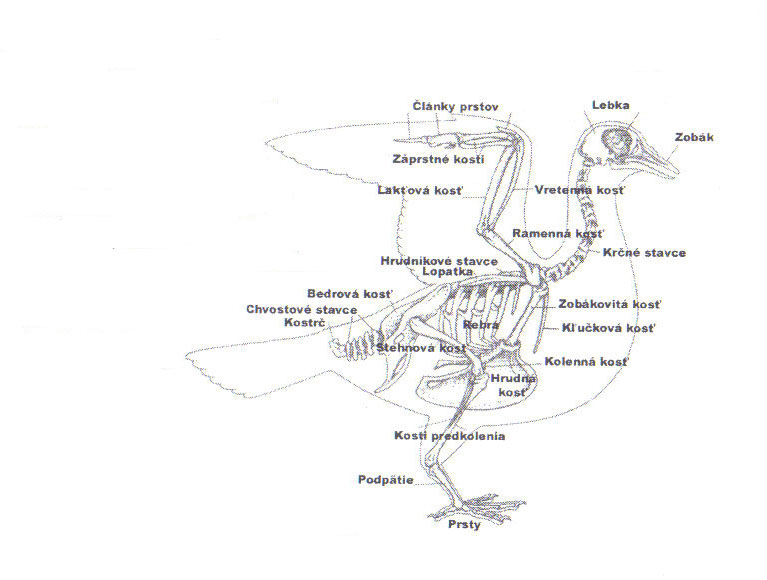 Články prstov
Lebka
Zobák
Záprstné kosti
Lakťová kosť
Vretenná kosť
Ramenná kosť
Krčné stavce
Hrudníkové stavce
Lopatka
Bedrová kosť
Chvostové stavce
Kostrč
Zobákovitá kosť
Rebrá
Kľučková kosť
Stehnová kosť
Kolenná kosť
Hrudná
kosť
Kosti predkolenia
Podpätie
Prsty